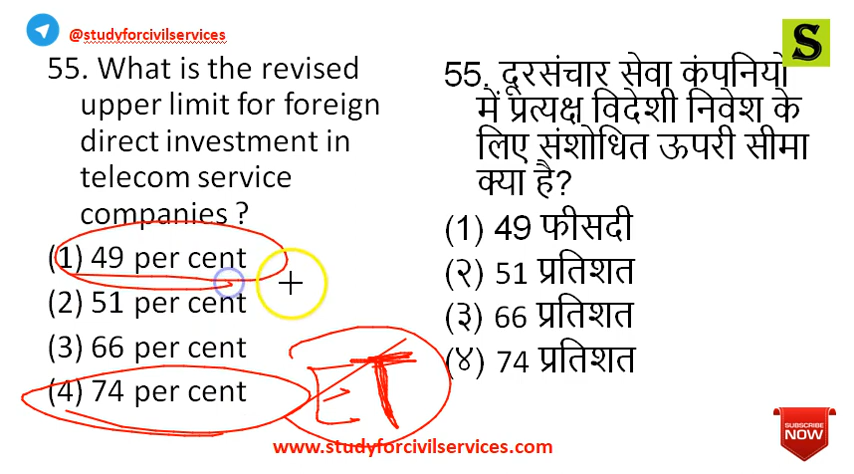 @studyforcivilservices
S
55. What is the revised
upper limit for foreign
direct investment in
telecom service
companies ?
(1) 49 per cent
(2) 51 per cent
(3) 66 per cent
(4) 74 per cent
ET
55. दूरसंचार सेवा कंपनियों
में प्रत्यक्ष विदेशी निवेश के
लिए संशोधित ऊपरी सीमा
क्या है?
(1) 49 फीसदी
(२) 51 प्रतिशत
(३) 66 प्रतिशत
(४) 74 प्रतिशत
SUBSCRIBE
NOW
www.studyforcivilservices.com